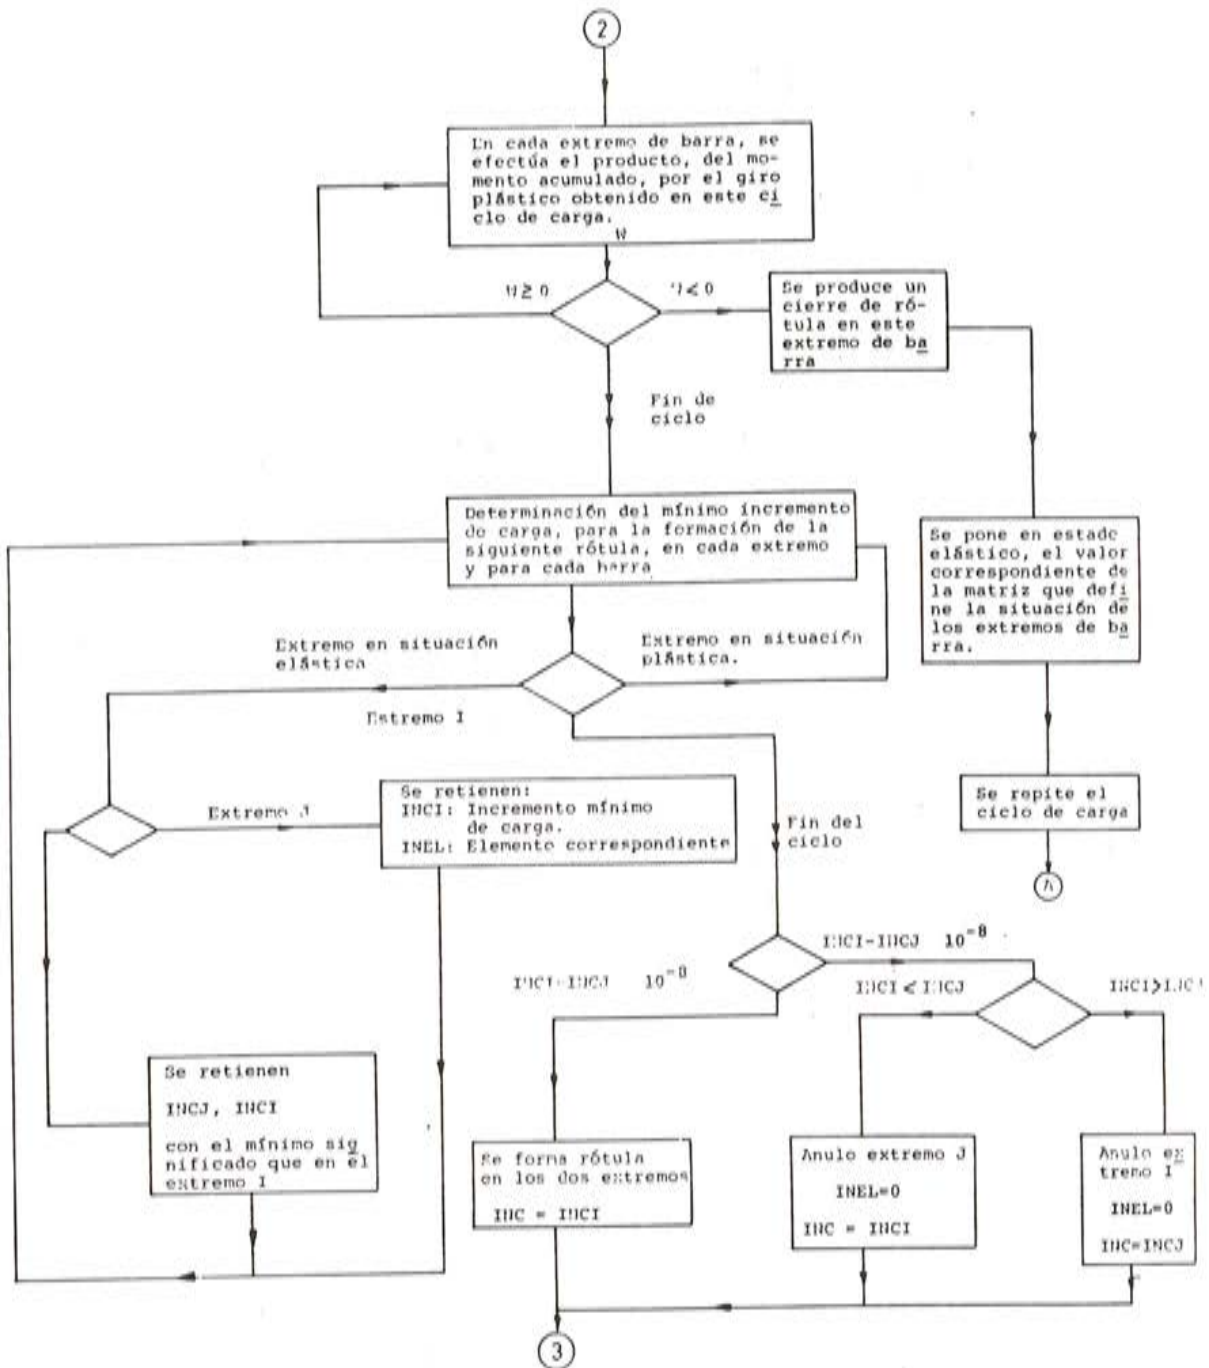 2
En cada extremo de barra, se
efectúa el producto, del mo-
mento acumulado, por el giro
plástico obtenido en este ci
clo de carga.
W
W≥ 0
W< 0
Se produce un
cierre de ró-
tula en este
extremo de ba
rra
Fin de
ciclo
Determinación del mínimo incremento
de carga, para la formación de la
siguiente rótula, en cada extremo
y para cada barra
Se pone en estado
elástico, el valor
correspondiente de
la matriz que defi
ne la situación de
los extremos de ba
rra.
Extremo en situación
elástica
Extremo en situación
plástica.
Estremo I
Se retienen:
INCI: Incremento mínimo
de carga.
INEL: Elemento correspondiente
Extremo J
Fin del
ciclo
Se repite el
ciclo de carga
INCI-INCJ 10⁻⁸
INCI-INCJ 10⁻⁸
INCI < INCJ
INCI>INCJ
Se retienen
INCJ, INCI
con el mínimo sig
nificado que en el
extremo I
Se forma rótula
en los dos extremos
INC = INCI
Anulo extremo J
INEL=0
INC = INCI
Anulo ex
tremo I
INEL=0
INC=INCJ
3